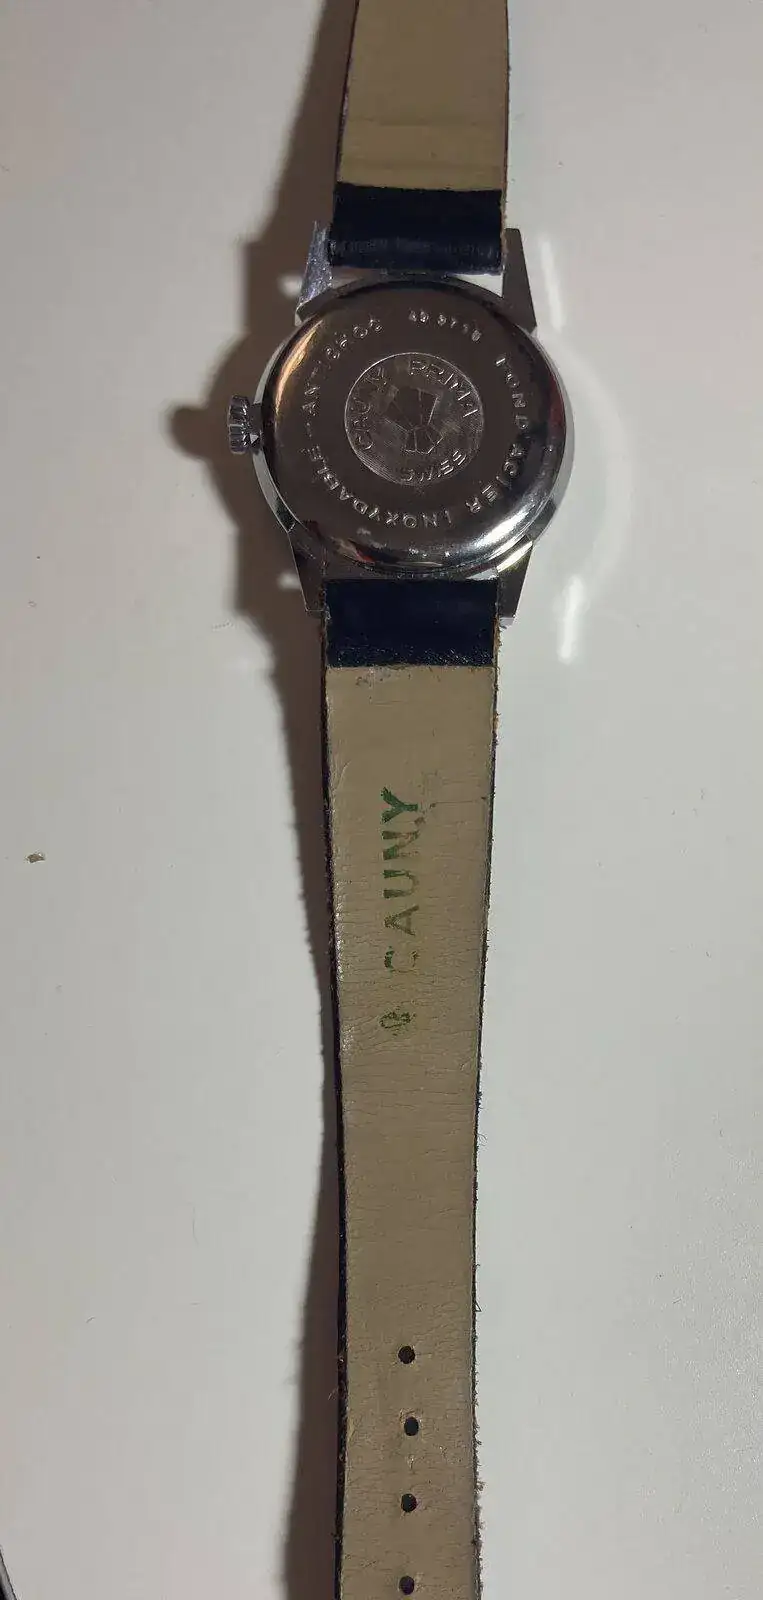 CAUNY PRIMA
SWISS
FOND ACIER INOXYDABLE - ANTICHOC
CAUNY